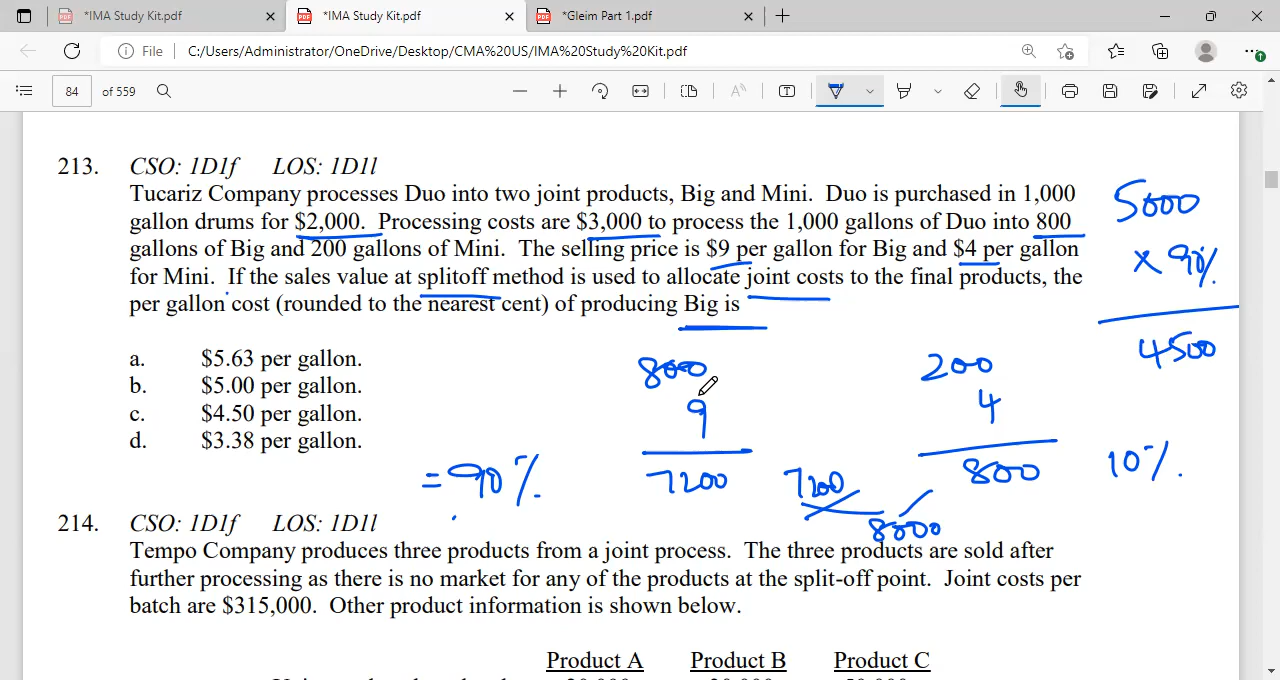 *IMA Study Kit.pdf
*IMA Study Kit.pdf
*Gleim Part 1.pdf
File C:/Users/Administrator/OneDrive/Desktop/CMA%20US/IMA%20Study%20Kit.pdf
84 of 559
213. CSO: 1D1f LOS: 1D1l
Tucariz Company processes Duo into two joint products, Big and Mini. Duo is purchased in 1,000
gallon drums for $2,000. Processing costs are $3,000 to process the 1,000 gallons of Duo into 800
gallons of Big and 200 gallons of Mini. The selling price is $9 per gallon for Big and $4 per gallon
for Mini. If the sales value at splitoff method is used to allocate joint costs to the final products, the
per gallon cost (rounded to the nearest cent) of producing Big is
5000
x 90%
4500
a. $5.63 per gallon.
b. $5.00 per gallon.
c. $4.50 per gallon.
d. $3.38 per gallon.
800
9
7200
= 90%
7200
8000
200
4
800
10%.
214. CSO: 1D1f LOS: 1D1l
Tempo Company produces three products from a joint process. The three products are sold after
further processing as there is no market for any of the products at the split-off point. Joint costs per
batch are $315,000. Other product information is shown below.
Product A Product B Product C